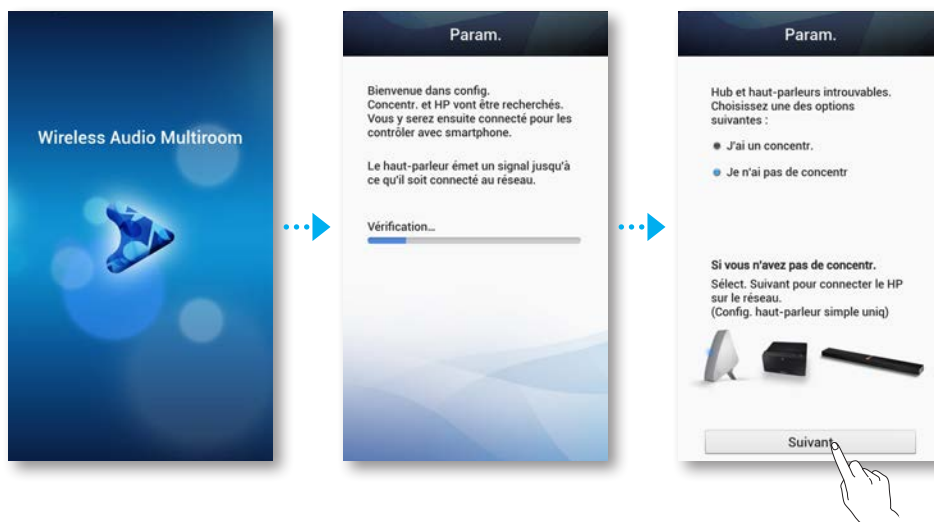 Wireless Audio Multiroom
Param.
Bienvenue dans config.
Concentr. et HP vont être recherchés.
Vous y serez ensuite connecté pour les
contrôler avec smartphone.
Le haut-parleur émet un signal jusqu'à
ce qu'il soit connecté au réseau.
Vérification...
Param.
Hub et haut-parleurs introuvables.
Choisissez une des options
suivantes :
J'ai un concentr.
Je n'ai pas de concentr
Si vous n'avez pas de concentr.
Sélect. Suivant pour connecter le HP
sur le réseau.
(Config. haut-parleur simple uniq)
Suivant